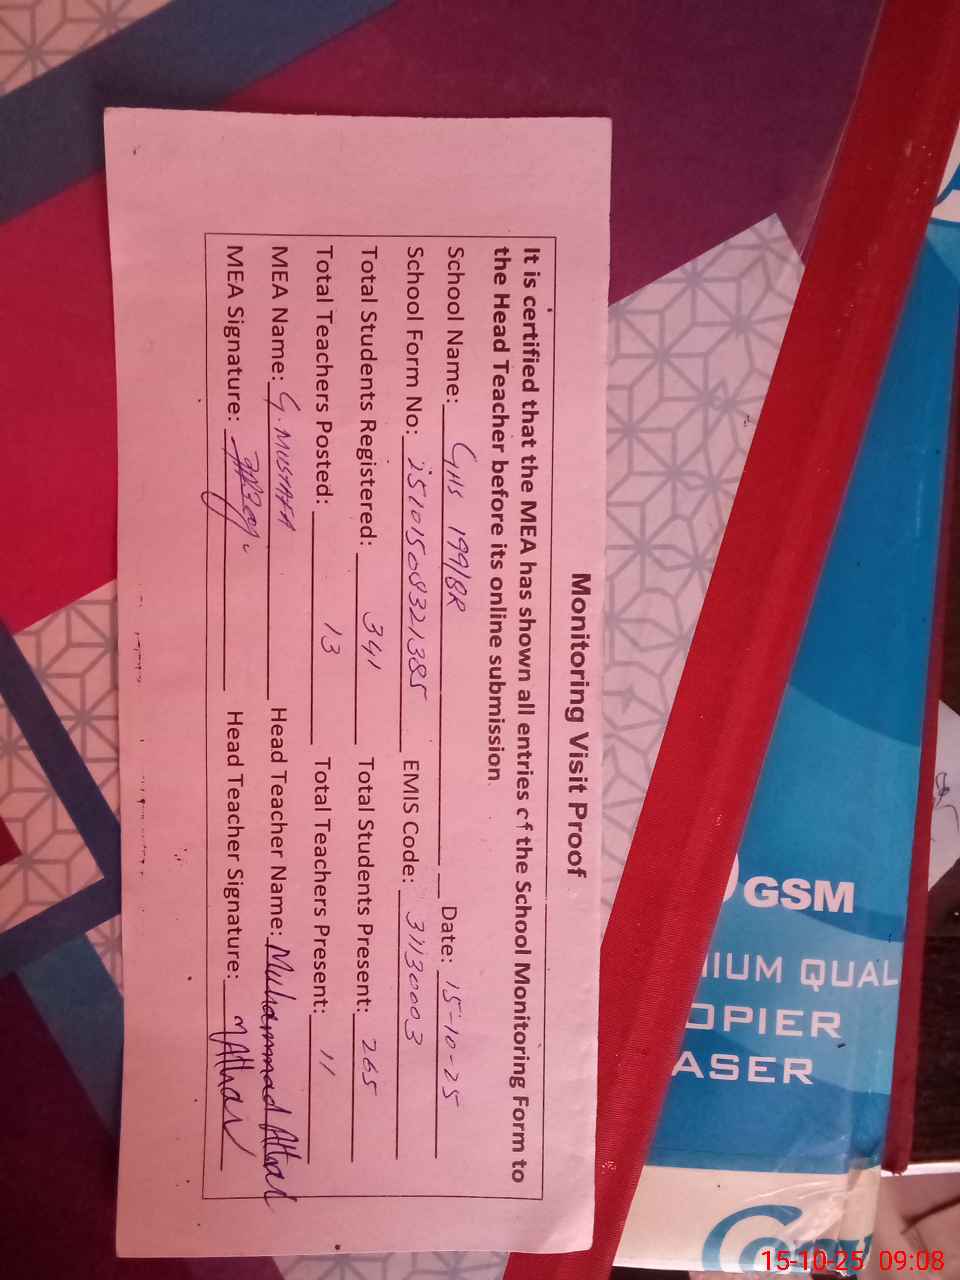 Monitoring Visit Proof
It is certified that the MEA has shown all entries of the School Monitoring Form to
the Head Teacher before its online submission
School Name: GHS 199/8R Date: 15-10-25
School Form No: 25101508321385 EMIS Code: 31130003
Total Students Registered: 341 Total Students Present: 265
Total Teachers Posted: 13 Total Teachers Present: 11
MEA Name: G. MUSTAFA Head Teacher Name: Muhammad Athar
MEA Signature: Head Teacher Signature: MAthar
GSM
IUM QUAL
OPIER
ASER
15-10-25 09:08